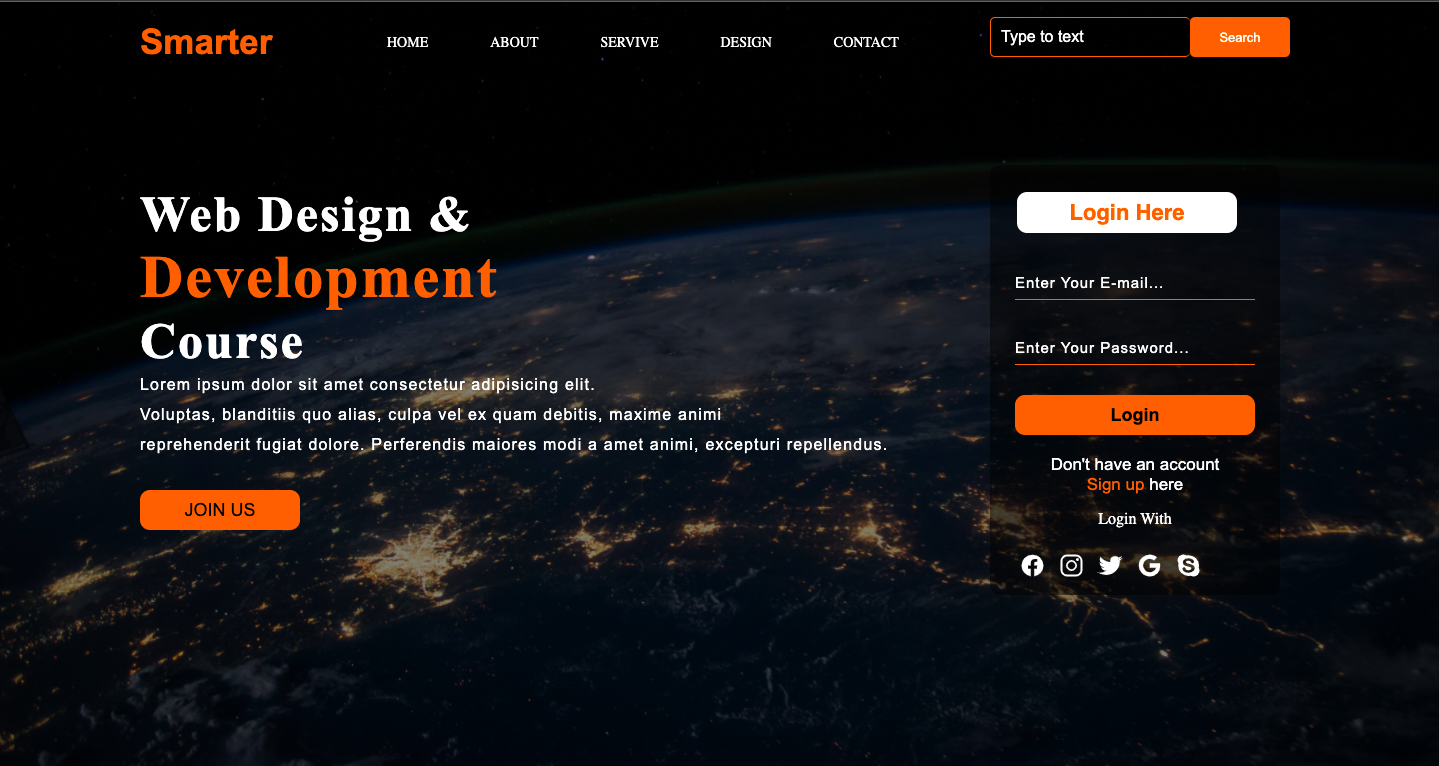 Smarter
HOME
ABOUT
SERVIVE
DESIGN
CONTACT
Type to text
Search
Web Design &
Development
Course
Lorem ipsum dolor sit amet consectetur adipisicing elit.
Voluptas, blanditiis quo alias, culpa vel ex quam debitis, maxime animi
reprehenderit fugiat dolore. Perferendis maiores modi a amet animi, excepturi repellendus.
JOIN US
Login Here
Enter Your E-mail...
Enter Your Password...
Login
Don't have an account
Sign up here
Login With